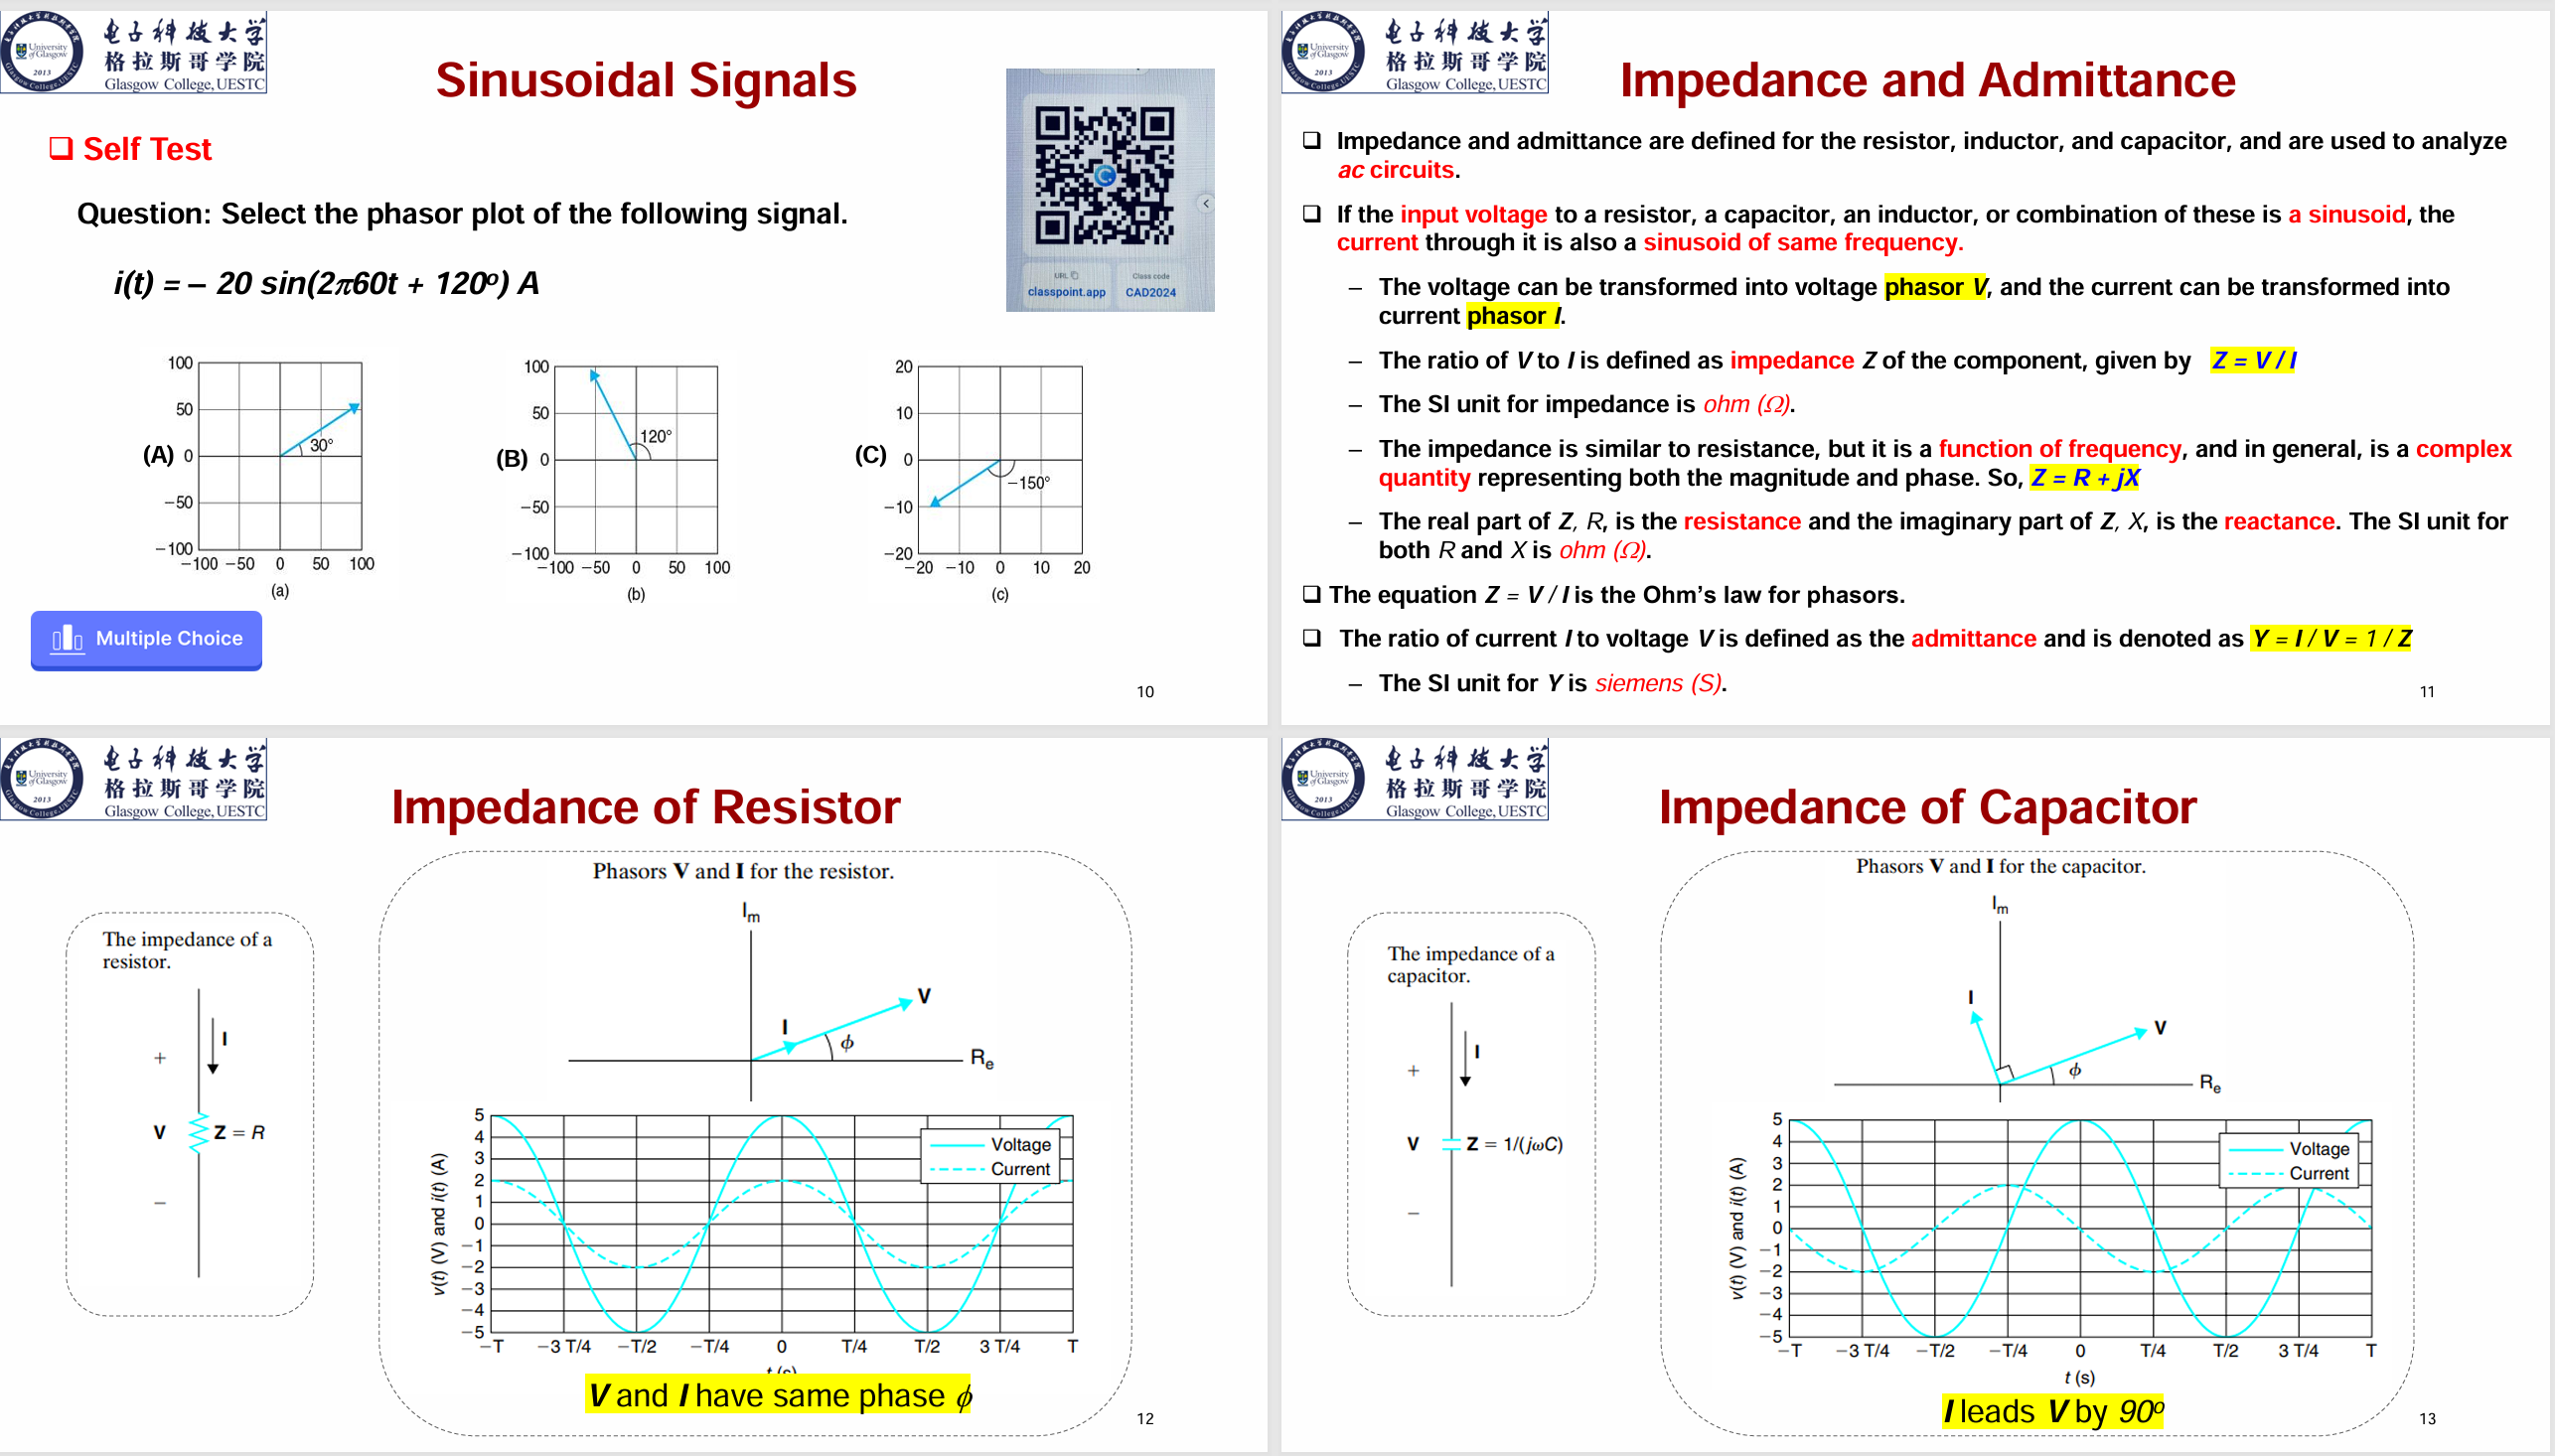 电子科技大学
格拉斯哥学院
Glasgow College, UESTC
University
of Glasgow
2013
Sinusoidal Signals
❑ Self Test
Question: Select the phasor plot of the following signal.
i(t) = – 20 sin(2π60t + 120º) A
URL
classpoint.app
Class code
CAD2024
(A)
100
50
0
−50
−100
−100 −50 0 50 100
30°
(a)
(B)
100
50
0
−50
−100
−100 −50 0 50 100
120°
(b)
(C)
20
10
0
−10
−20
−20 −10 0 10 20
−150°
(c)
Multiple Choice
10
电子科技大学
格拉斯哥学院
Glasgow College, UESTC
University
of Glasgow
2013
Impedance and Admittance
❑ Impedance and admittance are defined for the resistor, inductor, and capacitor, and are used to analyze
ac circuits.
❑ If the input voltage to a resistor, a capacitor, an inductor, or combination of these is a sinusoid, the
current through it is also a sinusoid of same frequency.
– The voltage can be transformed into voltage phasor V, and the current can be transformed into
current phasor I.
– The ratio of V to I is defined as impedance Z of the component, given by Z = V / I
– The SI unit for impedance is ohm (Ω).
– The impedance is similar to resistance, but it is a function of frequency, and in general, is a complex
quantity representing both the magnitude and phase. So, Z = R + jX
– The real part of Z, R, is the resistance and the imaginary part of Z, X, is the reactance. The SI unit for
both R and X is ohm (Ω).
❑ The equation Z = V / I is the Ohm’s law for phasors.
❑ The ratio of current I to voltage V is defined as the admittance and is denoted as Y = I / V = 1 / Z
– The SI unit for Y is siemens (S).
11
电子科技大学
格拉斯哥学院
Glasgow College, UESTC
University
of Glasgow
2013
Impedance of Resistor
The impedance of a
resistor.
I
+
V
Z = R
−
Phasors V and I for the resistor.
Im
V
I
ϕ
Re
v(t) (V) and i(t) (A)
5
4
3
2
1
0
−1
−2
−3
−4
−5
Voltage
Current
−T −3 T/4 −T/2 −T/4 0 T/4 T/2 3 T/4 T
t (s)
V and I have same phase ϕ
12
电子科技大学
格拉斯哥学院
Glasgow College, UESTC
University
of Glasgow
2013
Impedance of Capacitor
The impedance of a
capacitor.
I
+
V
Z = 1/(jωC)
−
Phasors V and I for the capacitor.
Im
I
V
ϕ
Re
v(t) (V) and i(t) (A)
5
4
3
2
1
0
−1
−2
−3
−4
−5
Voltage
Current
−T −3 T/4 −T/2 −T/4 0 T/4 T/2 3 T/4 T
t (s)
I leads V by 90º
13